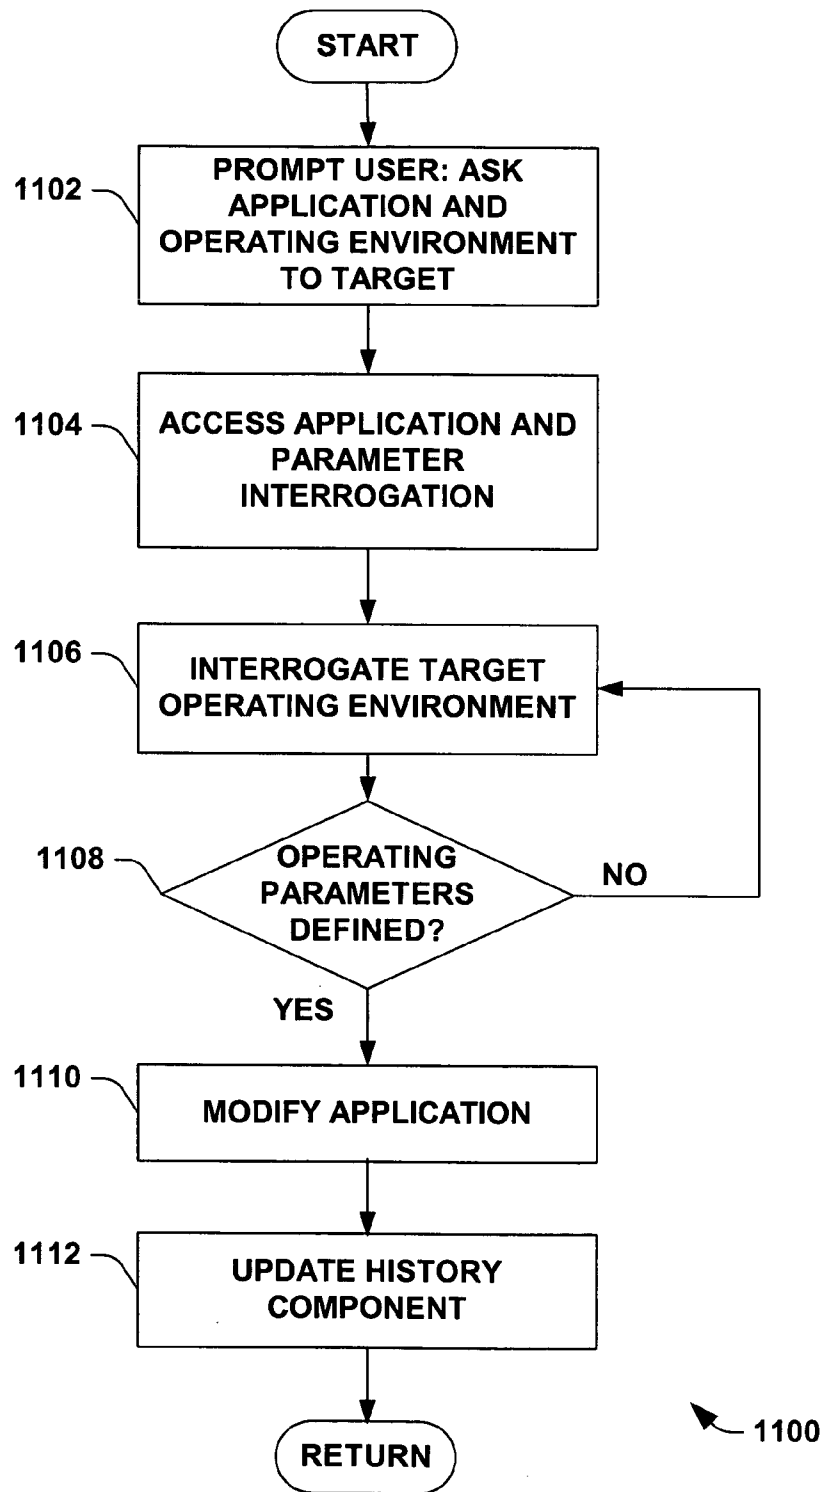 START
1102
PROMPT USER: ASK
APPLICATION AND
OPERATING ENVIRONMENT
TO TARGET
1104
ACCESS APPLICATION AND
PARAMETER
INTERROGATION
1106
INTERROGATE TARGET
OPERATING ENVIRONMENT
1108
OPERATING
PARAMETERS
DEFINED?
NO
YES
1110
MODIFY APPLICATION
1112
UPDATE HISTORY
COMPONENT
RETURN
1100